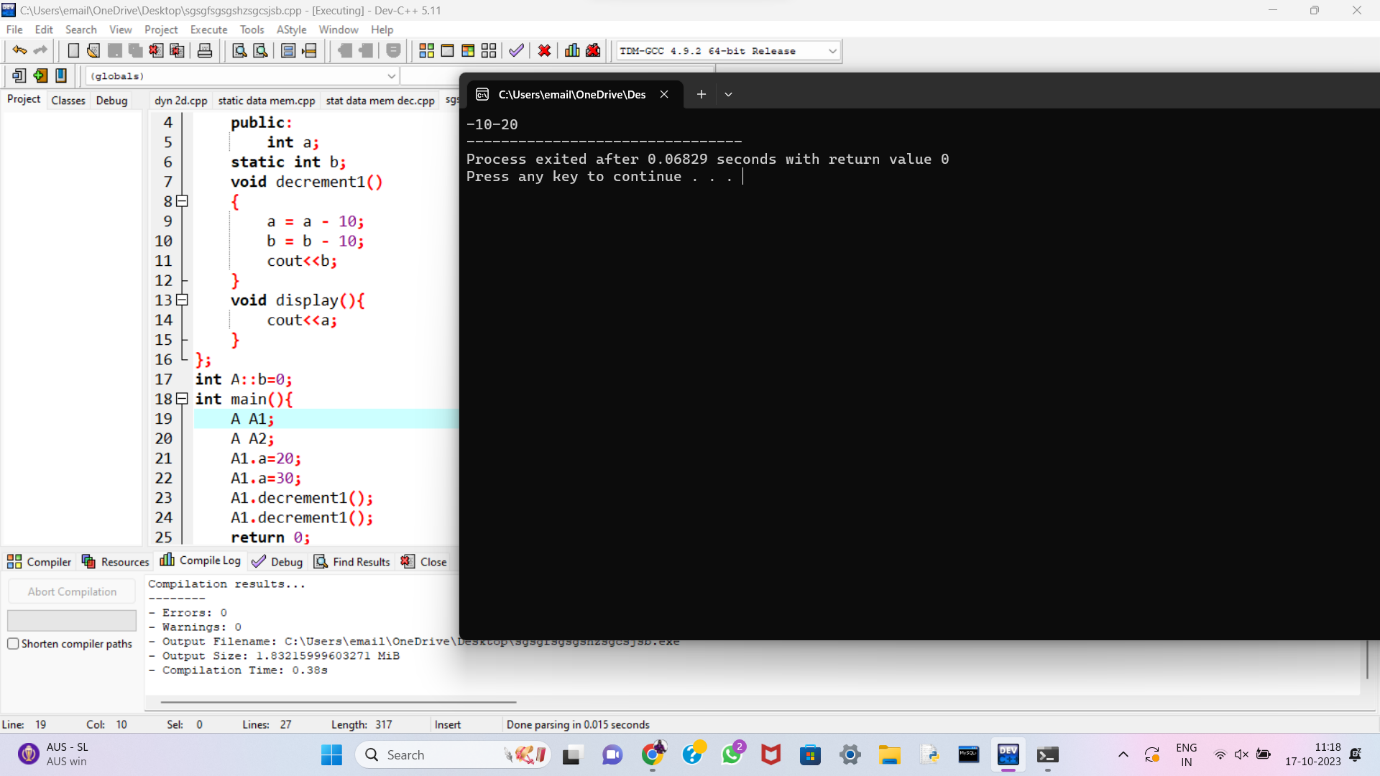 C:\Users\email\OneDrive\Desktop\sgsgfsgsgshzsgcsjsb.cpp - [Executing] - Dev-C++ 5.11
File Edit Search View Project Execute Tools AStyle Window Help
TDM-GCC 4.9.2 64-bit Release
(globals)
Project Classes Debug
dyn 2d.cpp static data mem.cpp stat data mem dec.cpp sgs
4 public:
5 int a;
6 static int b;
7 void decrement1()
8 {
9 a = a - 10;
10 b = b - 10;
11 cout<<b;
12 }
13 void display(){
14 cout<<a;
15 }
16 };
17 int A::b=0;
18 int main(){
19 A A1;
20 A A2;
21 A1.a=20;
22 A1.a=30;
23 A1.decrement1();
24 A1.decrement1();
25 return 0;
C:\Users\email\OneDrive\Des
-10-20
--------------------------------
Process exited after 0.06829 seconds with return value 0
Press any key to continue . . .
Compiler Resources Compile Log Debug Find Results Close
Abort Compilation
Shorten compiler paths
Compilation results...
--------
- Errors: 0
- Warnings: 0
- Output Filename: C:\Users\email\OneDrive\Desktop\sgsgfsgsgshzsgcsjsb.exe
- Output Size: 1.83215999603271 MiB
- Compilation Time: 0.38s
Line: 19 Col: 10 Sel: 0 Lines: 27 Length: 317 Insert Done parsing in 0.015 seconds
AUS - SL
AUS win
Search
2
DEV
ENG
IN
11:18
17-10-2023